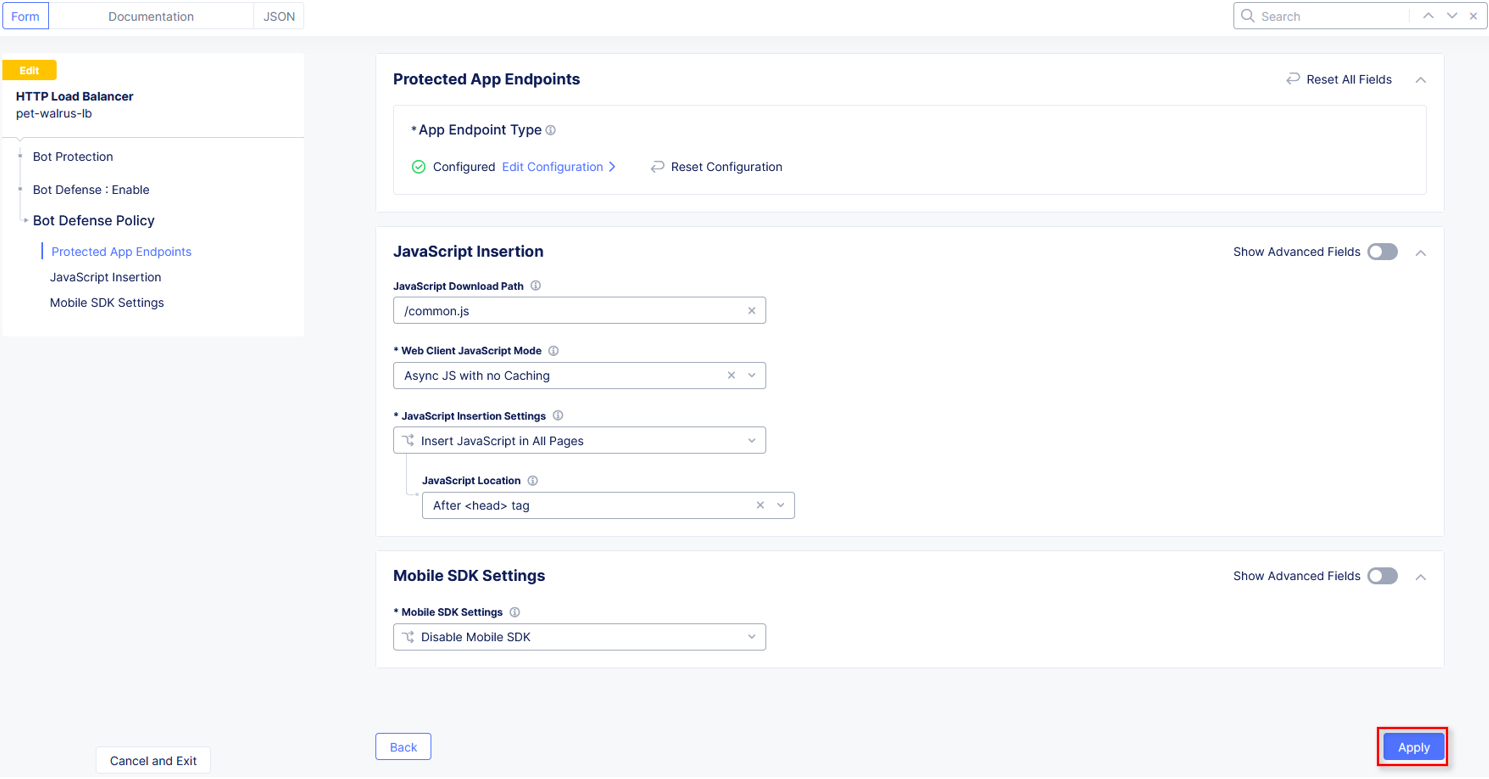 Form
Documentation
JSON
Search
Edit
HTTP Load Balancer
pet-walrus-lb
Bot Protection
Bot Defense : Enable
Bot Defense Policy
Protected App Endpoints
JavaScript Insertion
Mobile SDK Settings
Cancel and Exit
Protected App Endpoints
Reset All Fields
* App Endpoint Type
Configured Edit Configuration
Reset Configuration
JavaScript Insertion
Show Advanced Fields
JavaScript Download Path
/common.js
* Web Client JavaScript Mode
Async JS with no Caching
* JavaScript Insertion Settings
Insert JavaScript in All Pages
JavaScript Location
After <head> tag
Mobile SDK Settings
Show Advanced Fields
* Mobile SDK Settings
Disable Mobile SDK
Back
Apply